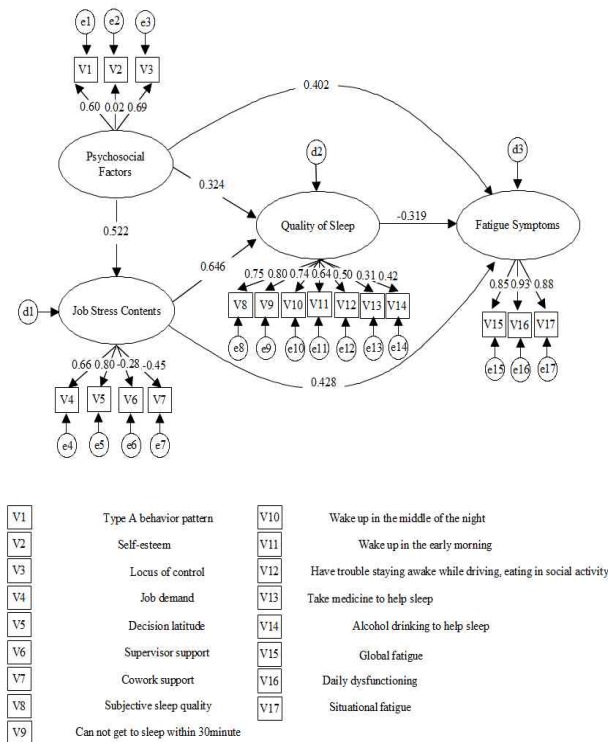 e1 e2 e3
V1 V2 V3
0.60 0.02 0.69
0.402
Psychosocial
Factors
d2
d3
0.324
Quality of Sleep
-0.319
Fatigue Symptoms
0.522
0.646
.75 0.80 0.74 0.64 0.50 0.31 0.42
0.85 0.93 0.88
d1
Job Stress Contents
V8 V9 V10 V11 V12 V13 V14
V15 V16 V17
e8 e9 e10 e11 e12 e13 e14
e15 e16 e17
0.66 0.80 -0.28 -0.45
0.428
V4 V5 V6 V7
e4 e5 e6 e7
V1 Type A behavior pattern
V2 Self-esteem
V3 Locus of control
V4 Job demand
V5 Decision latitude
V6 Supervisor support
V7 Cowork support
V8 Subjective sleep quality
V9 Can not get to sleep within 30minute
V10 Wake up in the middle of the night
V11 Wake up in the early morning
V12 Have trouble staying awake while driving, eating in social activity
V13 Take medicine to help sleep
V14 Alcohol drinking to help sleep
V15 Global fatigue
V16 Daily dysfunctioning
V17 Situational fatigue